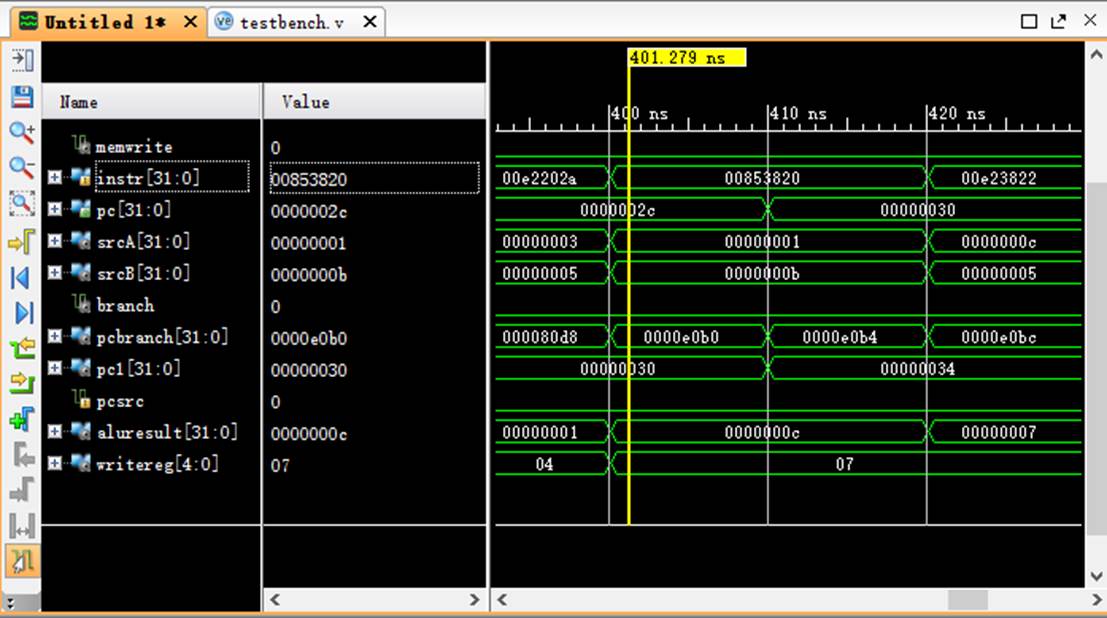 Untitled 1* testbench.v
401.279 ns
Name Value
400 ns 410 ns 420 ns
memwrite 0
instr[31:0] 00853820 00e2202a 00853820 00e23822
pc[31:0] 0000002c 0000002c 00000030
srcA[31:0] 00000001 00000003 00000001 0000000c
srcB[31:0] 0000000b 00000005 0000000b 00000005
branch 0
pcbranch[31:0] 0000e0b0 000080d8 0000e0b0 0000e0b4 0000e0bc
pc1[31:0] 00000030 00000030 00000034
pcsrc 0
aluresult[31:0] 0000000c 00000001 0000000c 00000007
writereg[4:0] 07 04 07